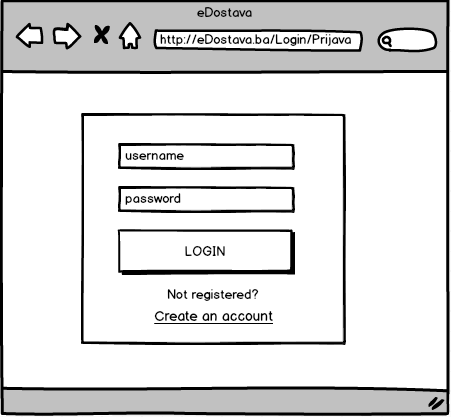 eDostava
http://eDostava.ba/Login/Prijava
username
password
LOGIN
Not registered?
Create an account